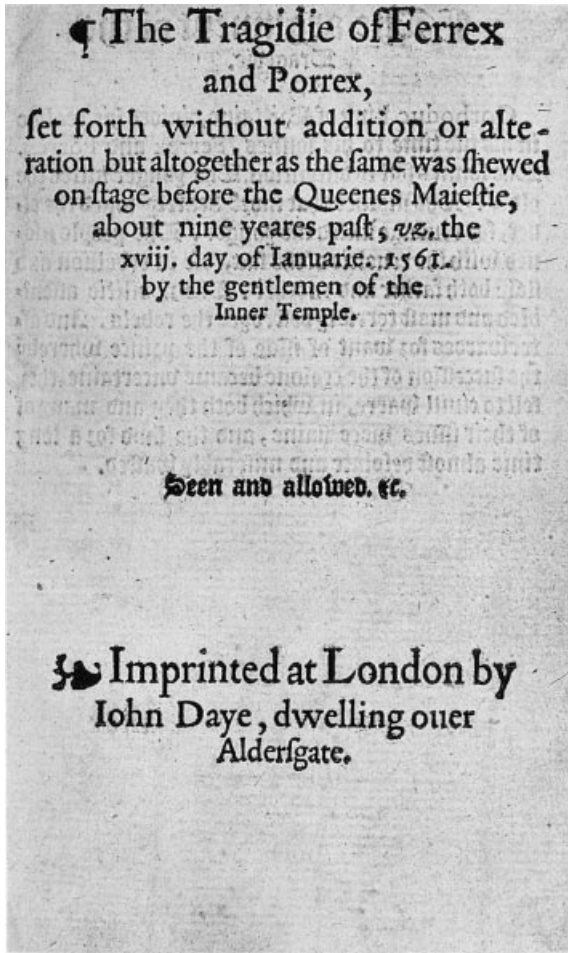 ¶ The Tragidie of Ferrex
and Porrex,
ſet forth without addition or alte-
ration but altogether as the ſame was ſhewed
on ſtage before the Queenes Maieſtie,
about nine yeares paſt, vz. the
xviij. day of Ianuarie. 1561.
by the gentlemen of the
Inner Temple.
Seen and allowed. &c.
Imprinted at London by
Iohn Daye, dwelling ouer
Alderſgate.